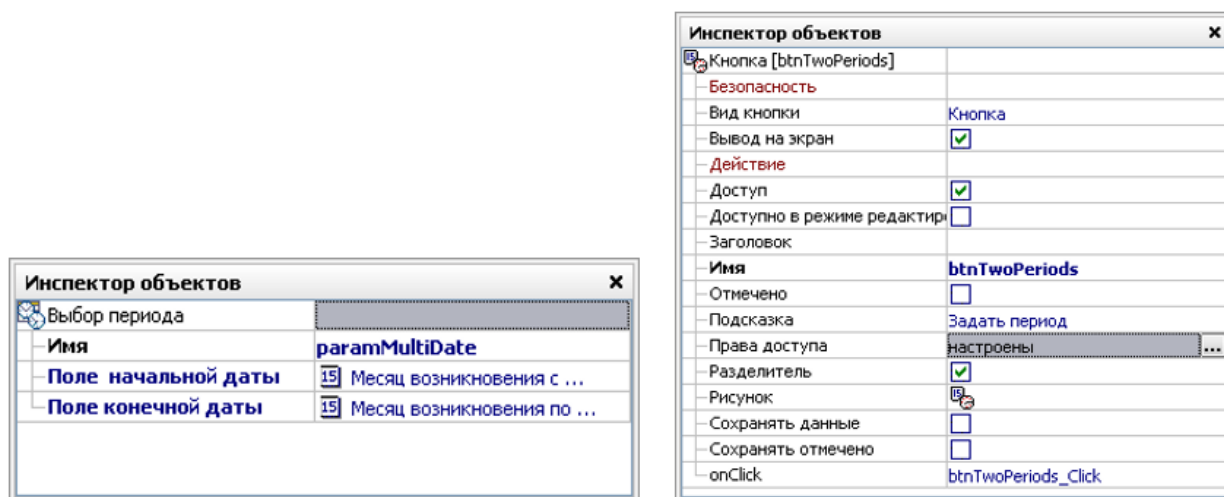 Инспектор объектов
Выбор периода
Имя paramMultiDate
Поле начальной даты 15 Месяц возникновения с ...
Поле конечной даты 15 Месяц возникновения по ...
Инспектор объектов
Кнопка [btnTwoPeriods]
Безопасность
Вид кнопки Кнопка
Вывод на экран
Действие
Доступ
Доступно в режиме редактир
Заголовок
Имя btnTwoPeriods
Отмечено
Подсказка Задать период
Права доступа настроены ...
Разделитель
Рисунок
Сохранять данные
Сохранять отмечено
onClick btnTwoPeriods_Click